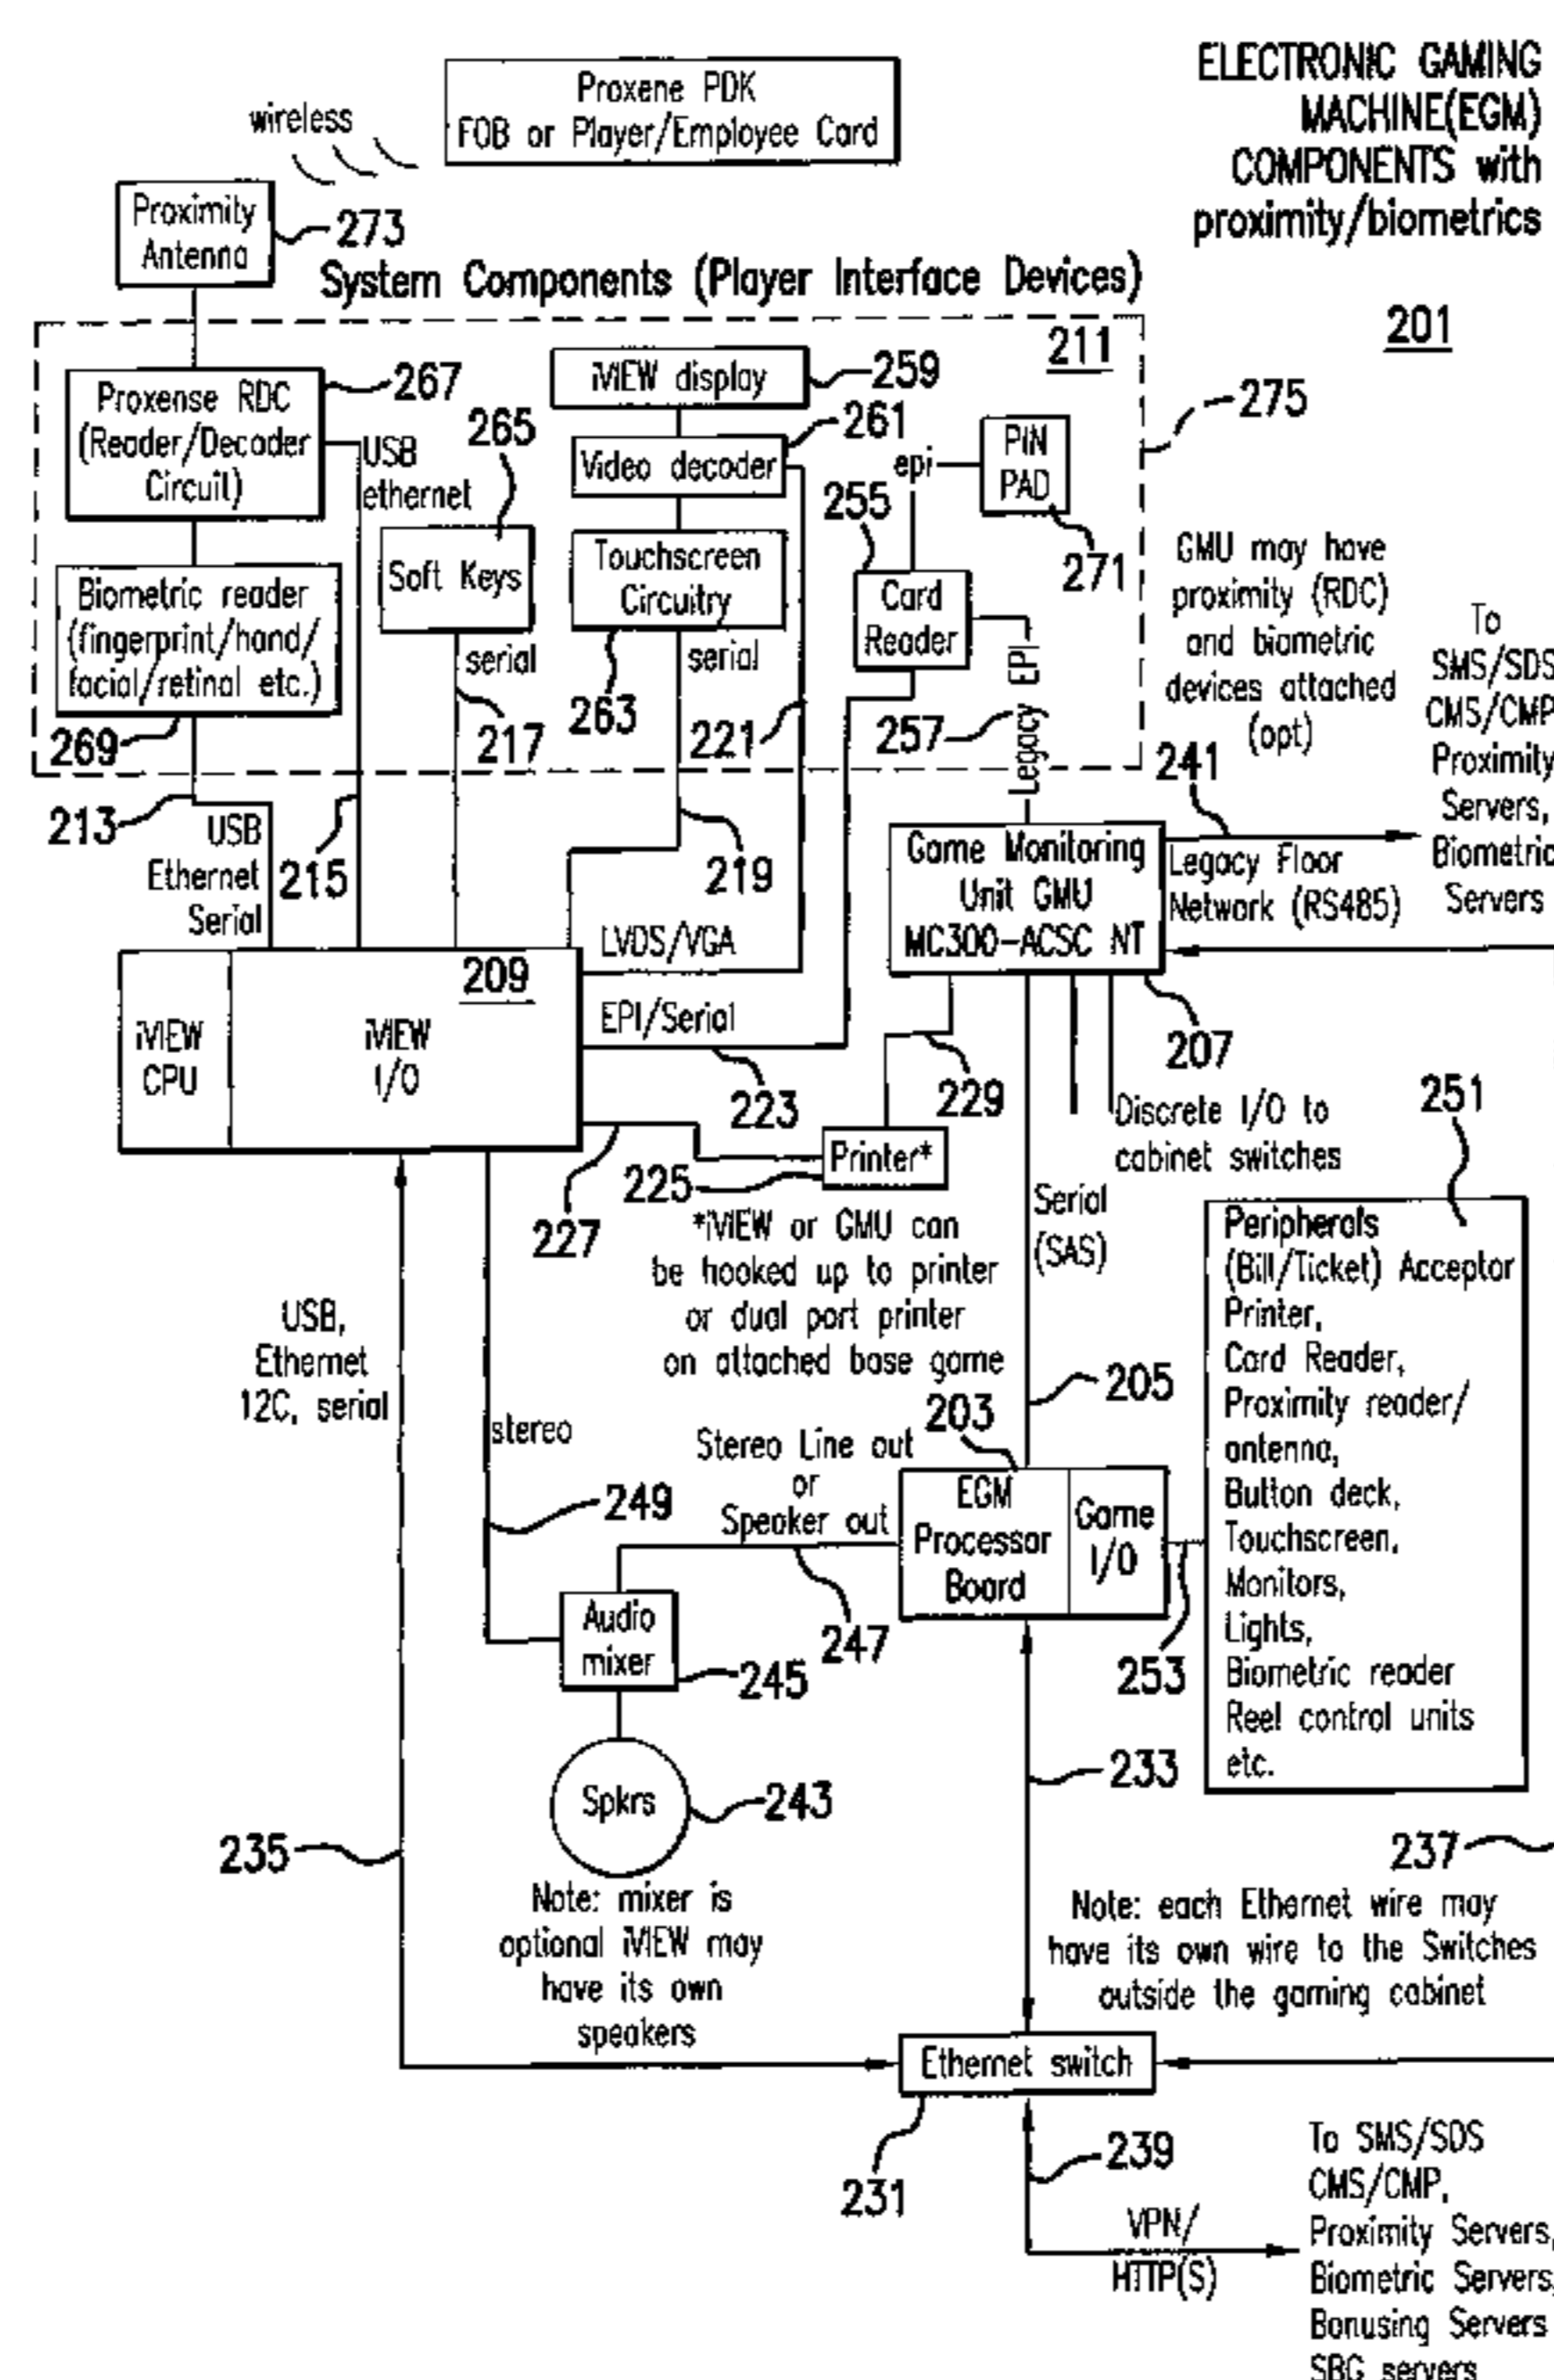 ELECTRONIC GAMING
MACHINE(EGM)
COMPONENTS with
proximity/biometrics
201
Proxene PDK
FOB or Player/Employee Card
wireless
Proximity
Antenna
273
System Components (Player Interface Devices)
211
275
Proxense RDC
(Reader/Decoder
Circuit)
267
USB
ethernet
265
Soft Keys
serial
217
iVIEW display
259
Video decoder
261
Touchscreen
Circuitry
263
serial
221
epi
PIN
PAD
271
255
Card
Reader
Legacy EPI
257
Biometric reader
(fingerprint/hand/
facial/retinal etc.)
269
213
USB
Ethernet
Serial
215
219
GMU may have
proximity (RDC)
and biometric
devices attached
(opt)
To
SMS/SDS
CMS/CMP
Proximity
Servers,
Biometric
Servers
241
Legacy Floor
Network (RS485)
Game Monitoring
Unit GMU
MC300-ACSC NT
207
LVDS/VGA
EPI/Serial
223
209
iVIEW
CPU
iVIEW
I/O
229
Discrete I/O to
cabinet switches
Printer*
225
227
*iVIEW or GMU can
be hooked up to printer
or dual port printer
on attached base game
Serial
(SAS)
205
251
Peripherals
(Bill/Ticket) Acceptor
Printer,
Card Reader,
Proximity reader/
antenna,
Button deck,
Touchscreen,
Monitors,
Lights,
Biometric reader
Reel control units
etc.
USB,
Ethernet
12C, serial
stereo
249
Stereo Line out
or
Speaker out
203
EGM
Processor
Board
Game
I/O
253
247
Audio
mixer
245
Spkrs
243
Note: mixer is
optional iVIEW may
have its own
speakers
235
233
237
Note: each Ethernet wire may
have its own wire to the Switches
outside the gaming cabinet
Ethernet switch
231
239
VPN/
HTTP(S)
To SMS/SDS
CMS/CMP,
Proximity Servers,
Biometric Servers,
Bonusing Servers
SBG servers